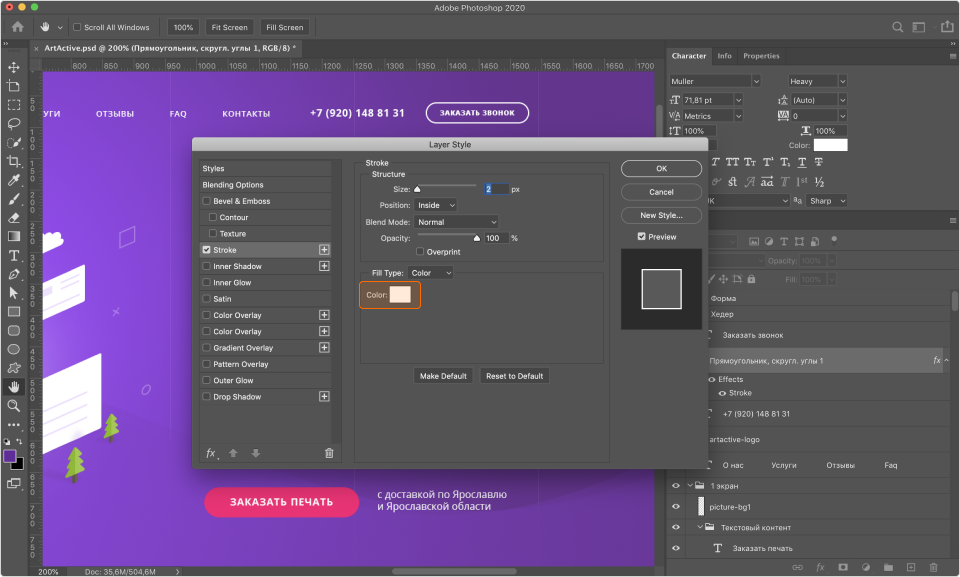 Adobe Photoshop 2020
Scroll All Windows 100% Fit Screen Fill Screen
ArtActive.psd @ 200% (Прямоугольник, скругл. углы 1, RGB/8) *
800 850 900 950 1000 1050 1100 1150 1200 1250 1300 1350 1400 1450 1500 1550 1600 1650 1700
УГИ ОТЗЫВЫ FAQ КОНТАКТЫ +7 (920) 148 81 31 ЗАКАЗАТЬ ЗВОНОК
Layer Style
Styles
Blending Options
Bevel & Emboss
Contour
Texture
Stroke
Inner Shadow
Inner Glow
Satin
Color Overlay
Color Overlay
Gradient Overlay
Pattern Overlay
Outer Glow
Drop Shadow
fx
Stroke
Structure
Size: 2 px
Position: Inside
Blend Mode: Normal
Opacity: 100 %
Overprint
Fill Type: Color
Color:
Make Default Reset to Default
OK
Cancel
New Style...
Preview
ЗАКАЗАТЬ ПЕЧАТЬ
с доставкой по Ярославлю
и Ярославской области
200% Doc: 35,6M/504,6M
Character Info Properties
Muller Heavy
71,81 pt (Auto)
Metrics 0
100% 100%
Color:
Sharp
Opacity: 100%
Fill: 100%
Форма
Хедер
Заказать звонок
Прямоугольник, скругл. углы 1 fx
Effects
Stroke
+7 (920) 148 81 31
artactive-logo
О нас Услуги Отзывы Faq
1 экран
picture-bg1
Текстовый контент
Заказать печать
fx